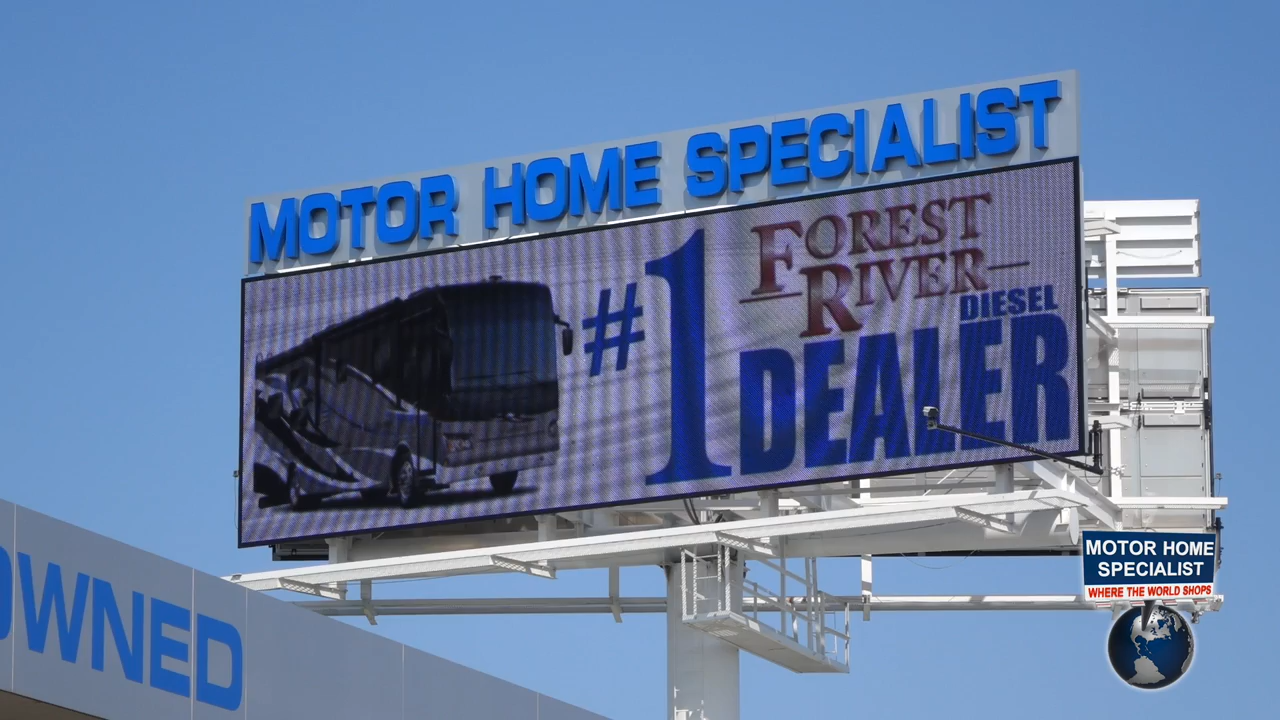 MOTOR HOME SPECIALIST
#1
FOREST
RIVER
DIESEL
DEALER
OWNED
MOTOR HOME
SPECIALIST
WHERE THE WORLD SHOPS